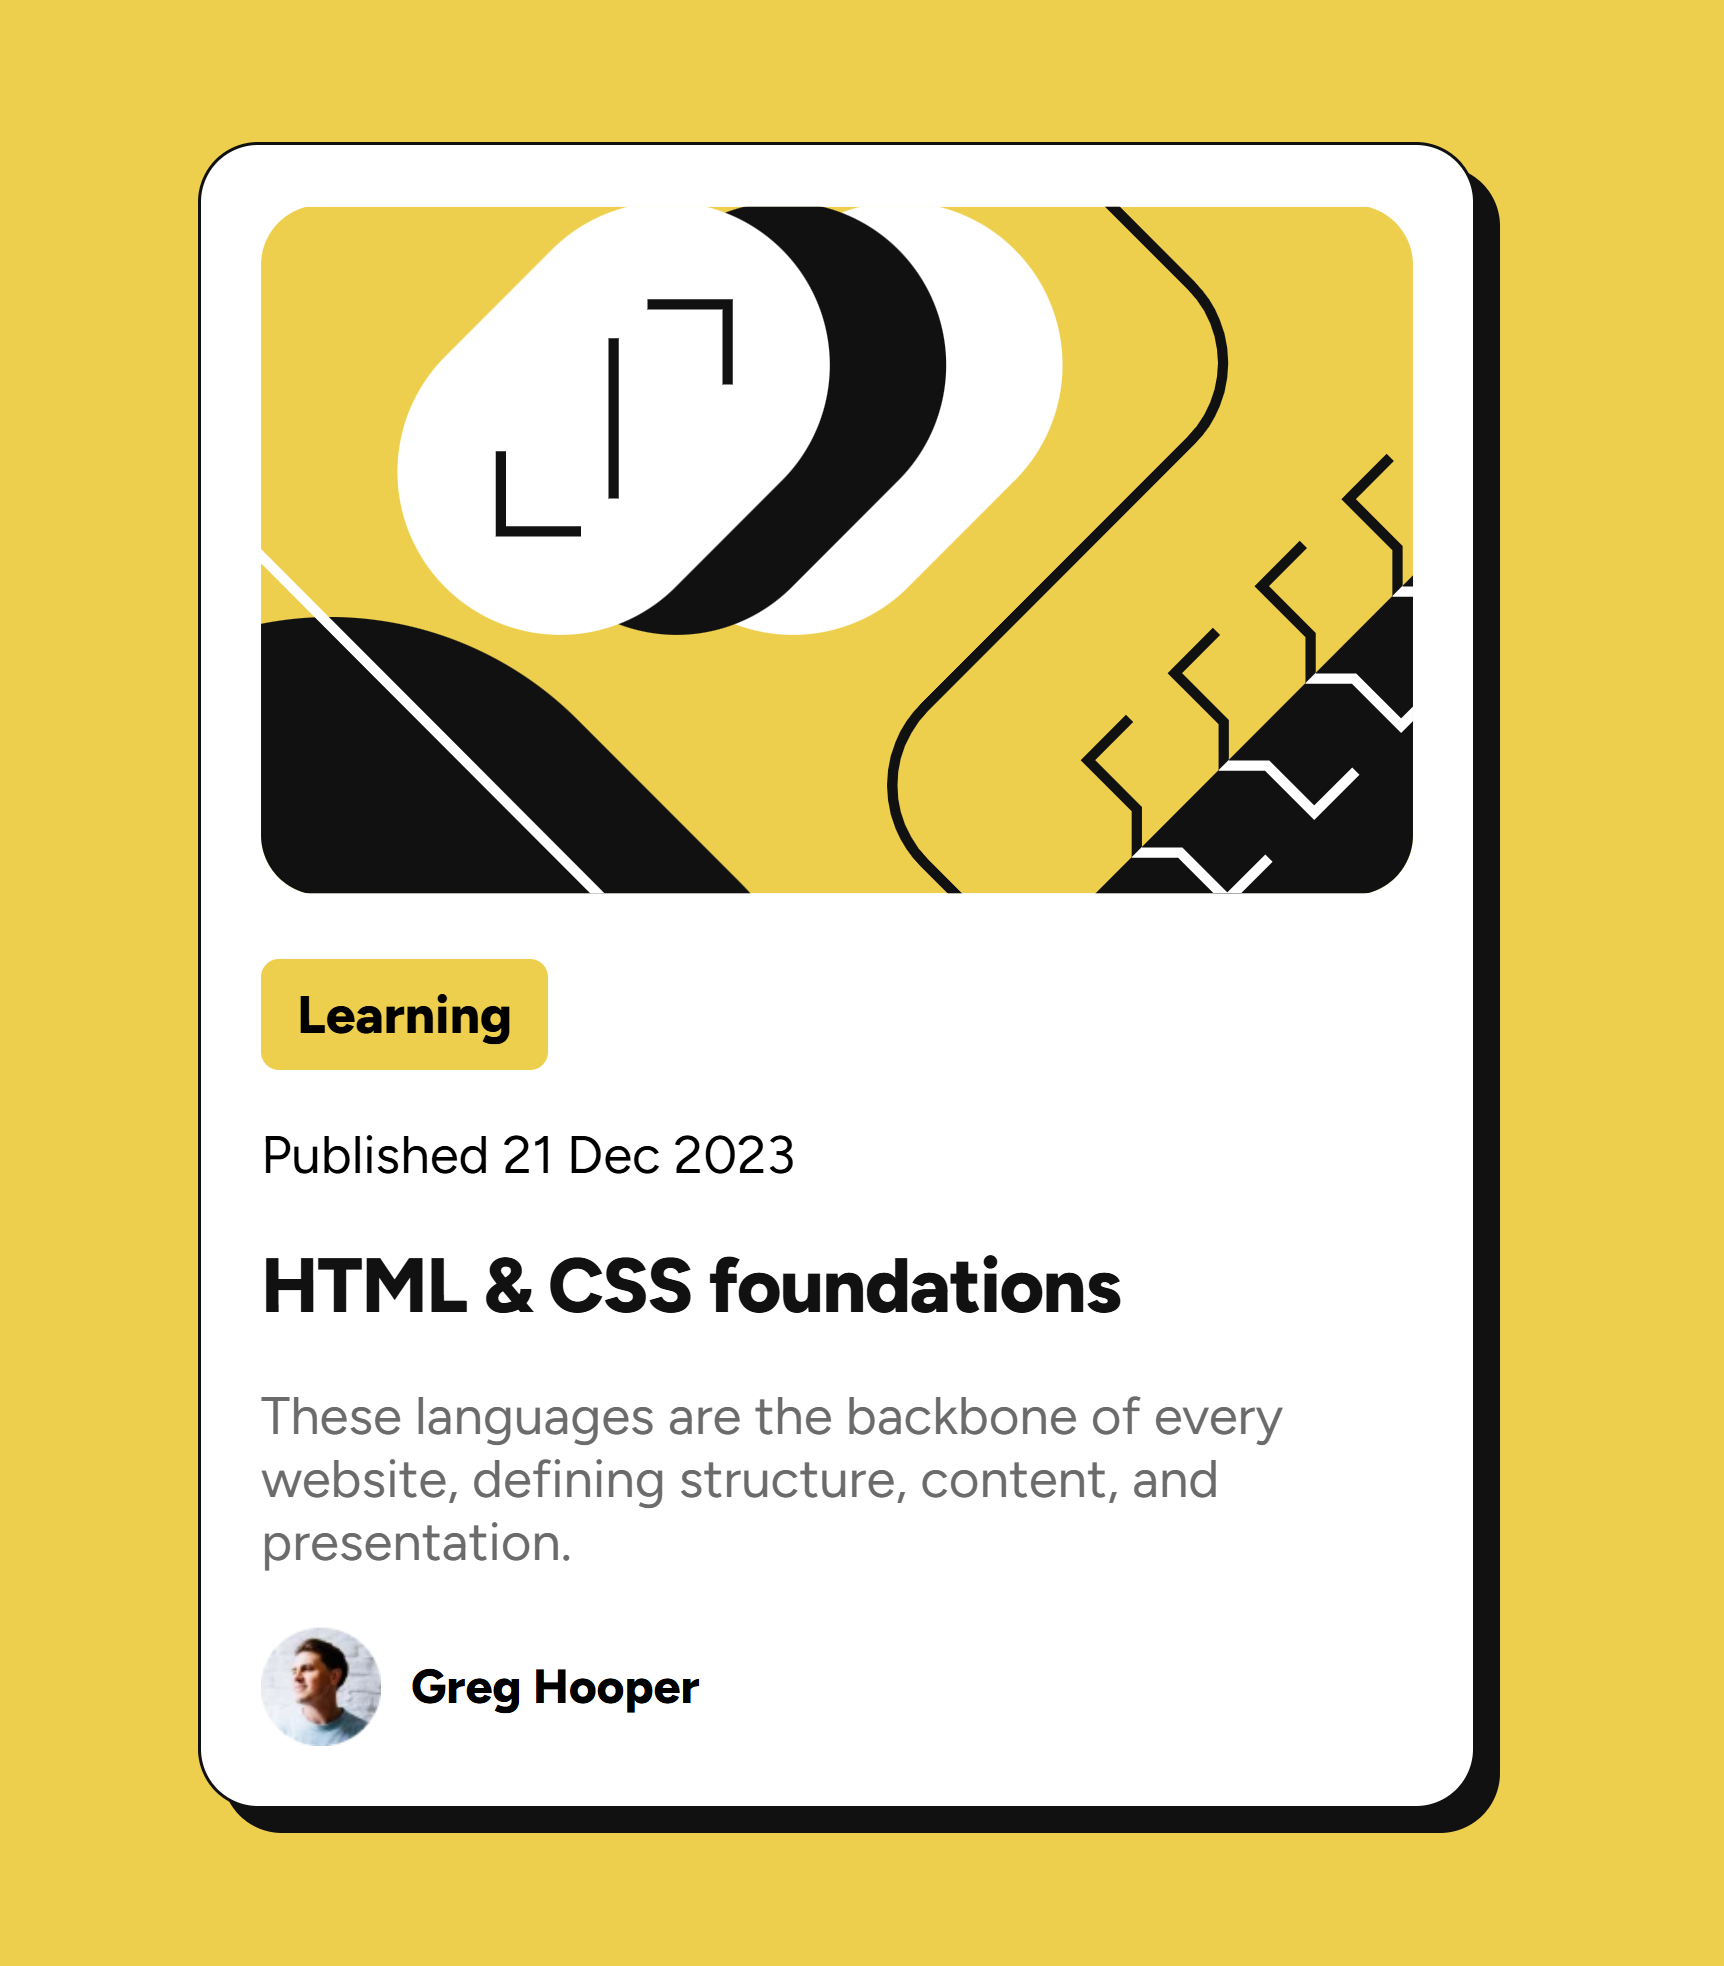 Learning
Published 21 Dec 2023
HTML & CSS foundations
These languages are the backbone of every
website, defining structure, content, and
presentation.
Greg Hooper